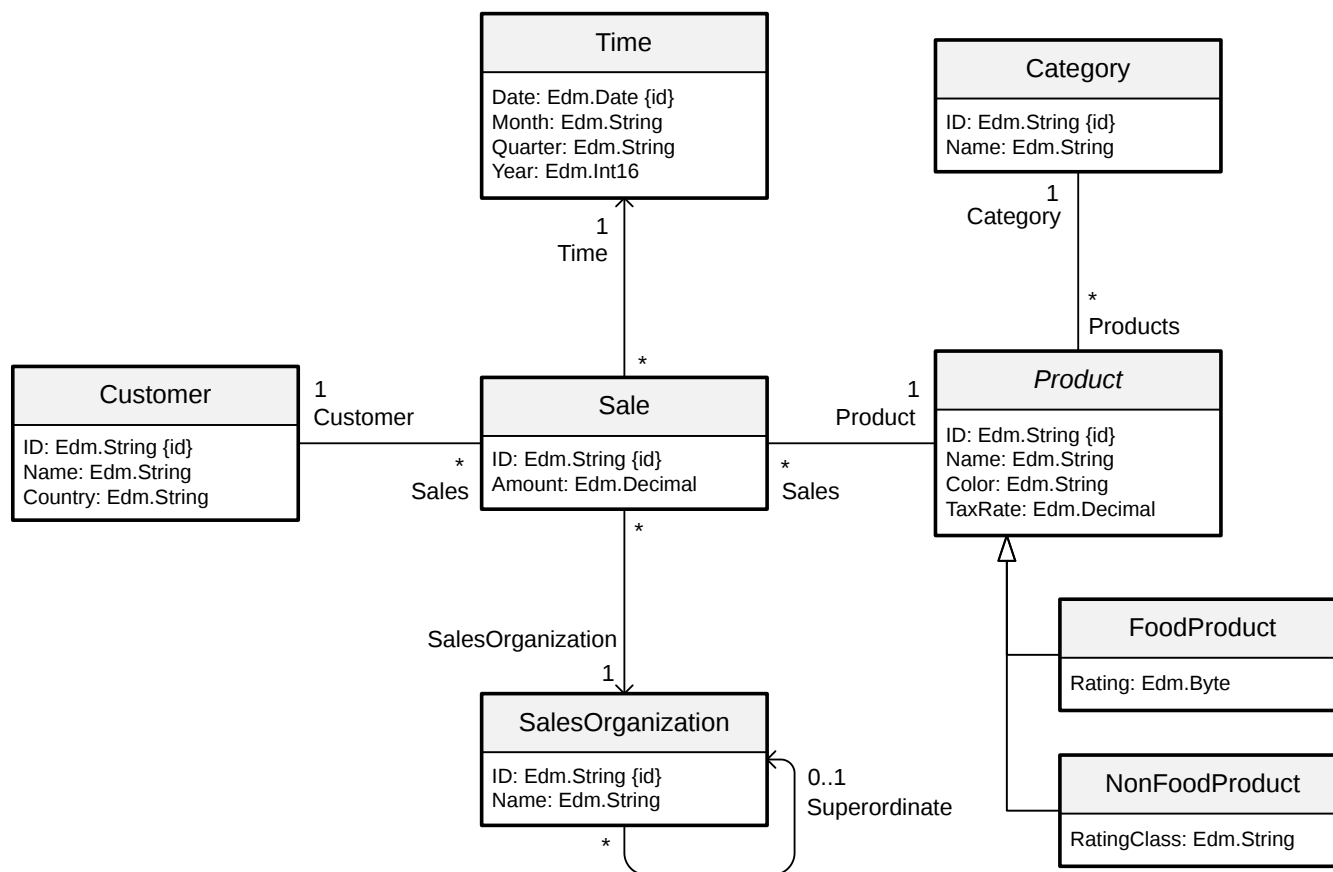 Time
Date: Edm.Date {id}
Month: Edm.String
Quarter: Edm.String
Year: Edm.Int16
Category
ID: Edm.String {id}
Name: Edm.String
1
Time
1
Category
*
Products
*
Customer
ID: Edm.String {id}
Name: Edm.String
Country: Edm.String
1
Customer
*
Sales
Sale
ID: Edm.String {id}
Amount: Edm.Decimal
1
Product
*
Sales
Product
ID: Edm.String {id}
Name: Edm.String
Color: Edm.String
TaxRate: Edm.Decimal
*
SalesOrganization
1
FoodProduct
Rating: Edm.Byte
SalesOrganization
ID: Edm.String {id}
Name: Edm.String
0..1
Superordinate
*
NonFoodProduct
RatingClass: Edm.String